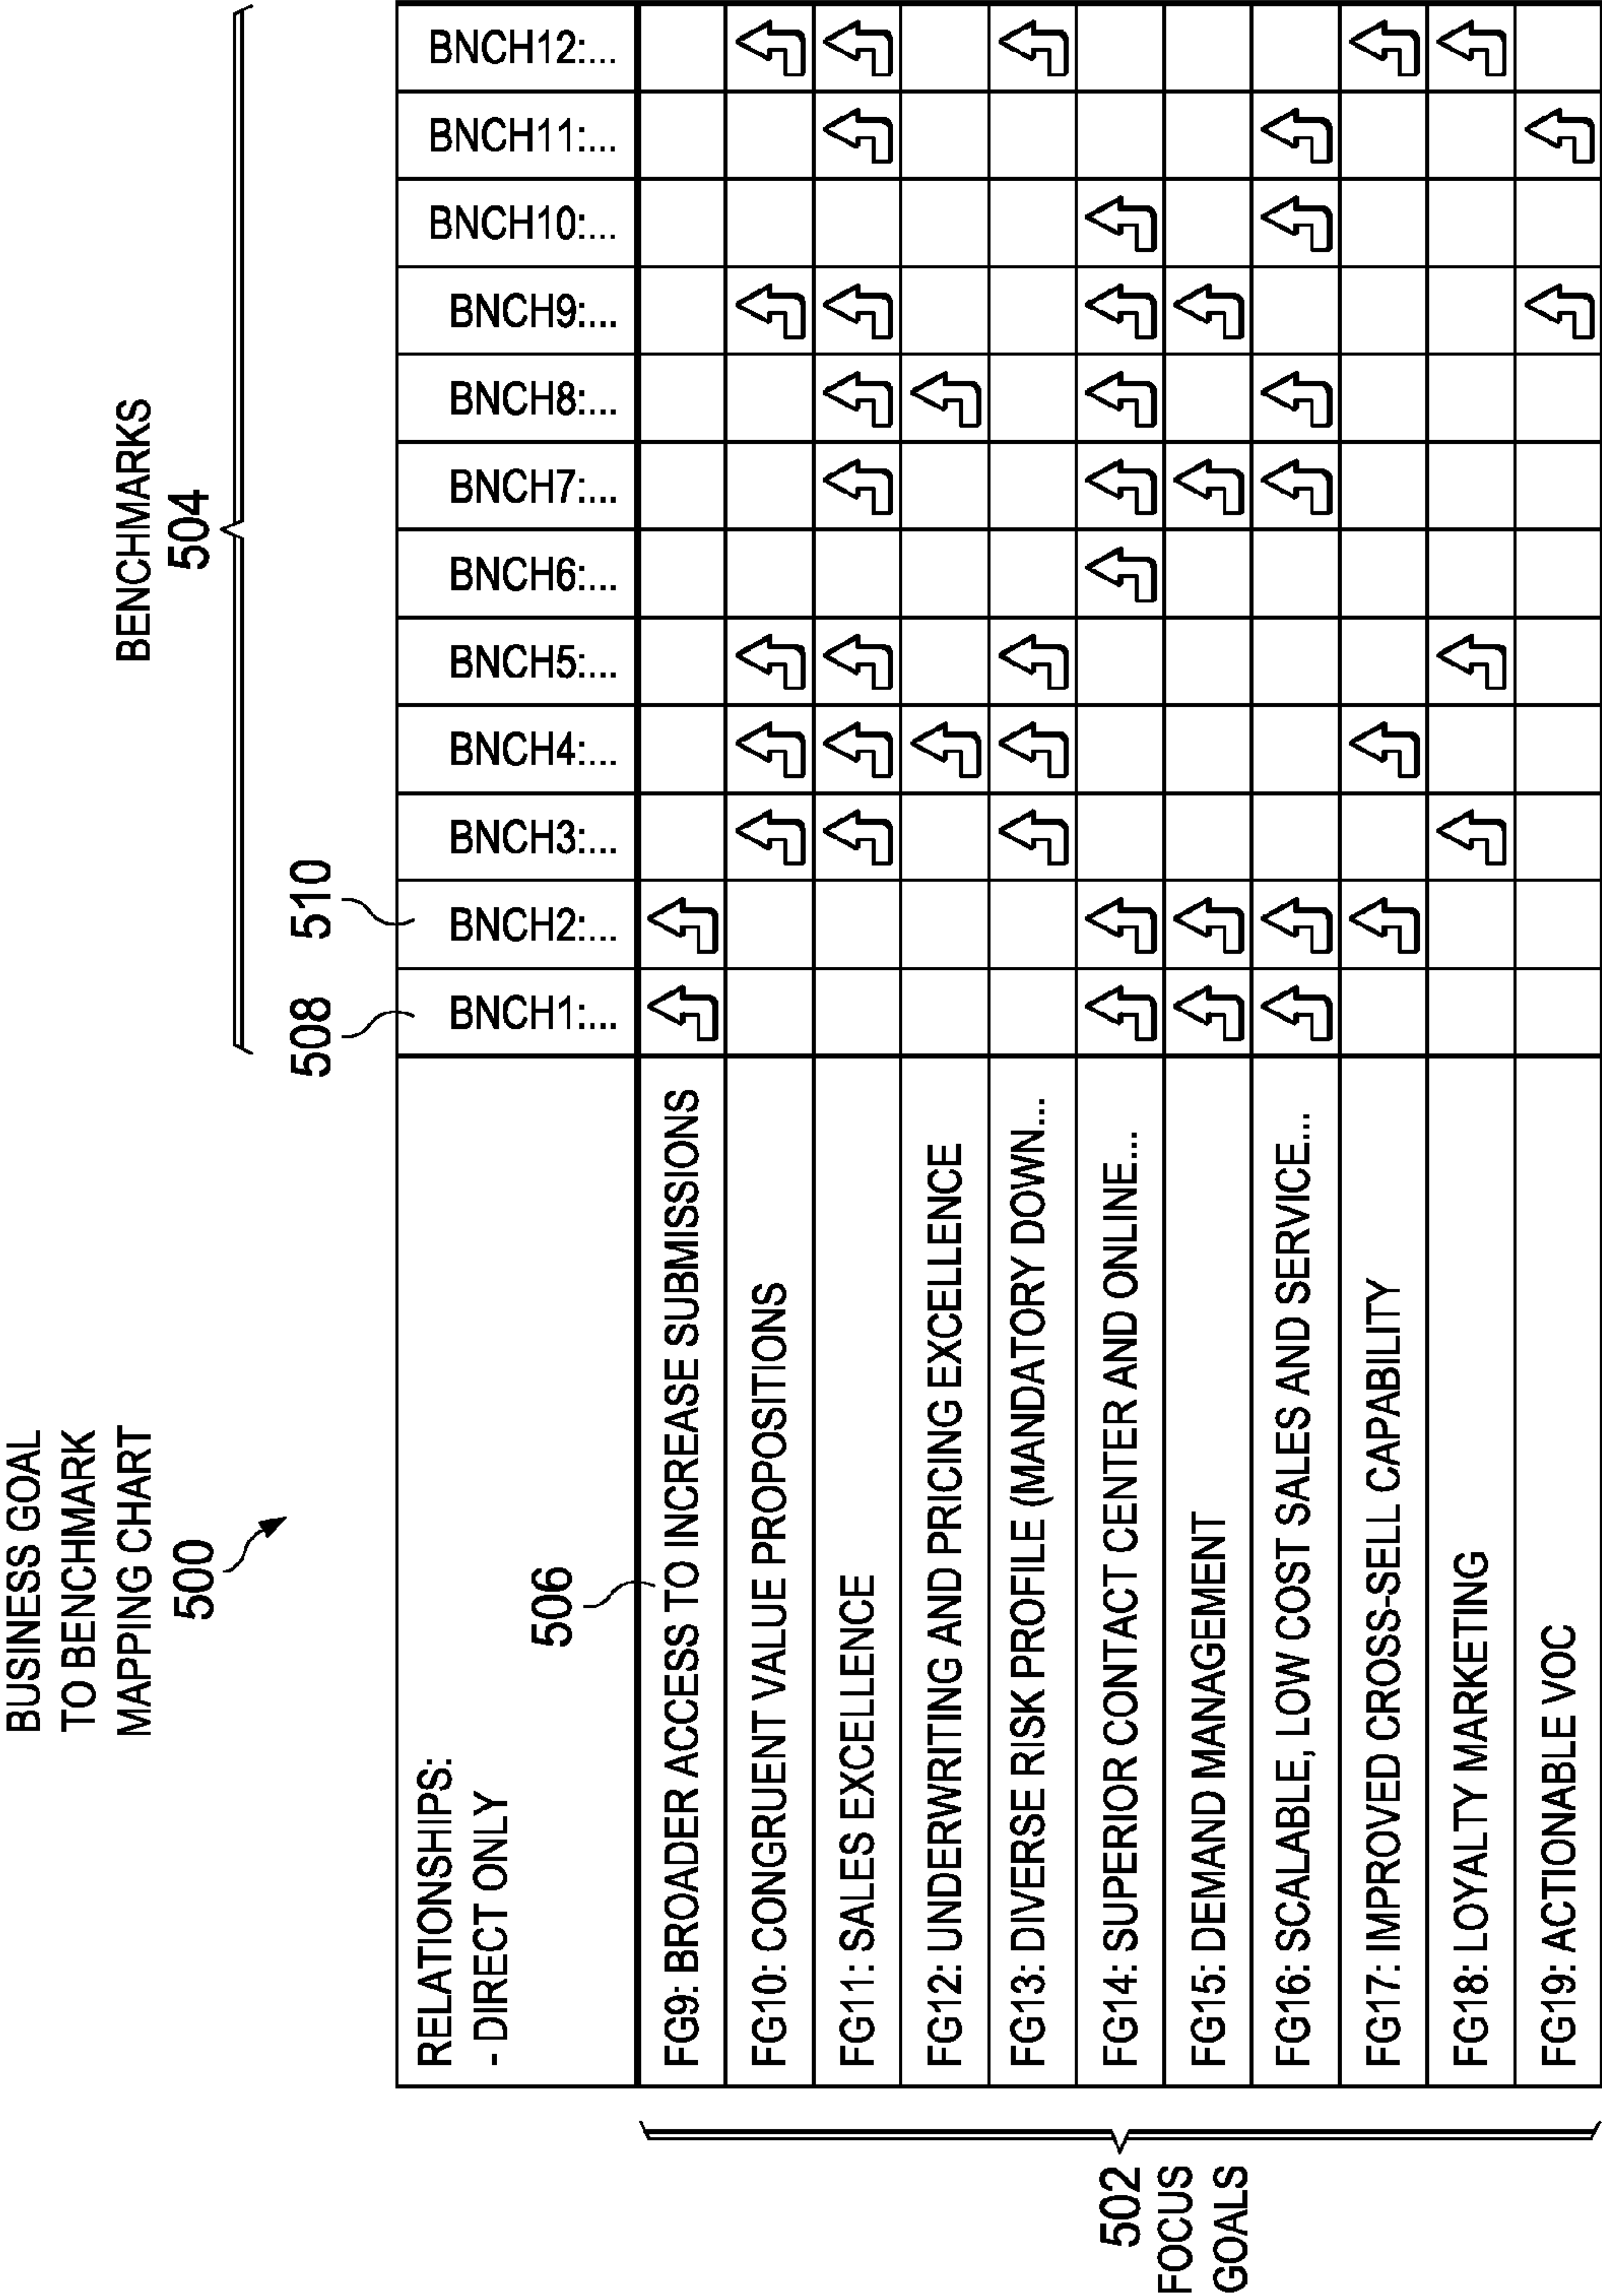 BUSINESS GOAL
TO BENCHMARK
MAPPING CHART
500
BENCHMARKS
504
508
510
RELATIONSHIPS:
- DIRECT ONLY
BNCH1:...
BNCH2:...
BNCH3:...
BNCH4:...
BNCH5:...
BNCH6:...
BNCH7:...
BNCH8:...
BNCH9:...
BNCH10:...
BNCH11:...
BNCH12:...
506
FG9: BROADER ACCESS TO INCREASE SUBMISSIONS
FG10: CONGRUENT VALUE PROPOSITIONS
FG11: SALES EXCELLENCE
FG12: UNDERWRITING AND PRICING EXCELLENCE
FG13: DIVERSE RISK PROFILE (MANDATORY DOWN...
FG14: SUPERIOR CONTACT CENTER AND ONLINE...
FG15: DEMAND MANAGEMENT
FG16: SCALABLE, LOW COST SALES AND SERVICE...
FG17: IMPROVED CROSS-SELL CAPABILITY
FG18: LOYALTY MARKETING
FG19: ACTIONABLE VOC
502
FOCUS
GOALS